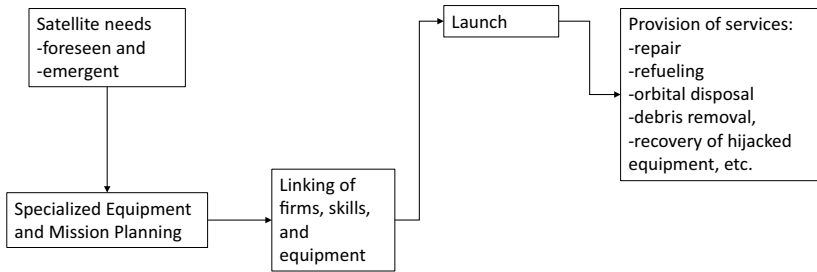 Satellite needs
-foreseen and
-emergent
Specialized Equipment
and Mission Planning
Linking of
firms, skills,
and
equipment
Launch
Provision of services:
-repair
-refueling
-orbital disposal
-debris removal,
-recovery of hijacked
equipment, etc.